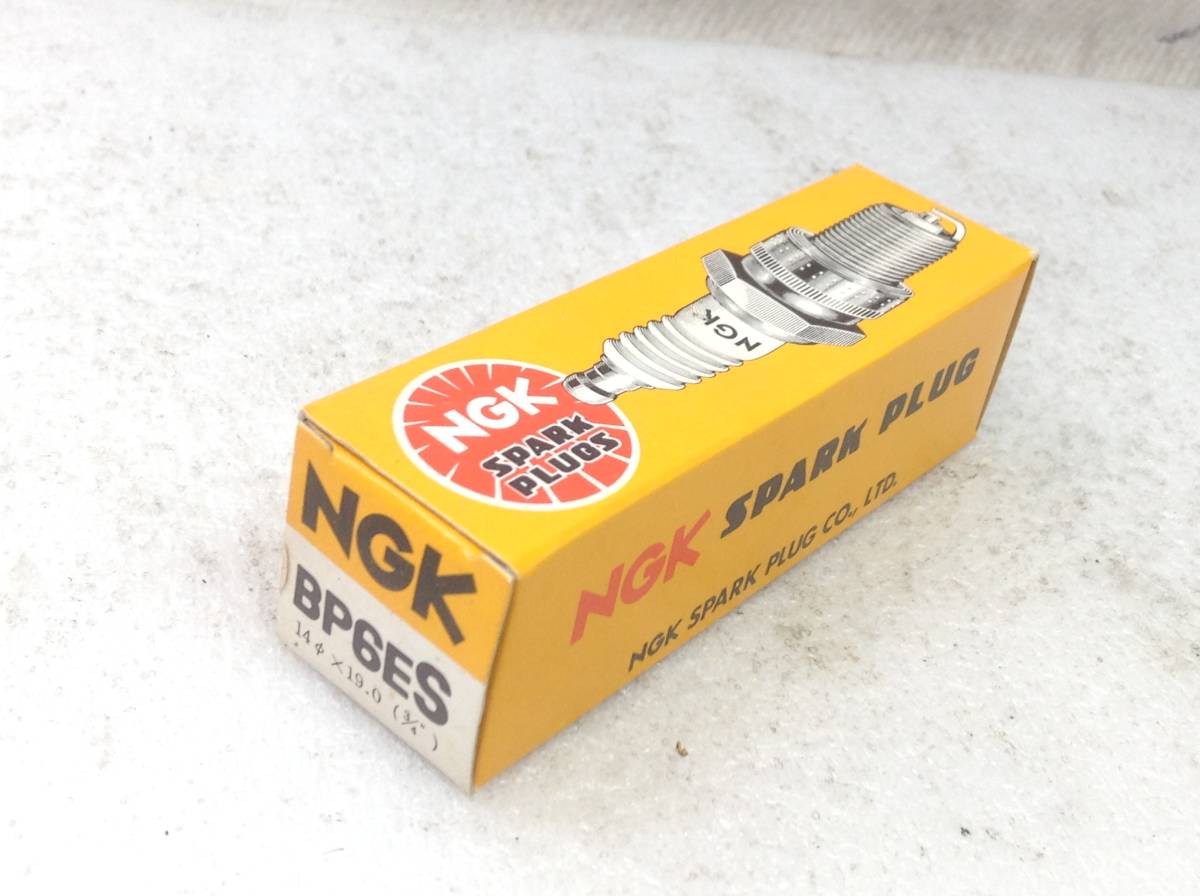 NGK
NGK
SPARK
PLUGS
NGK SPARK PLUG
NGK SPARK PLUG CO., LTD.
NGK
BP6ES
14φ×19.0 (3/4")